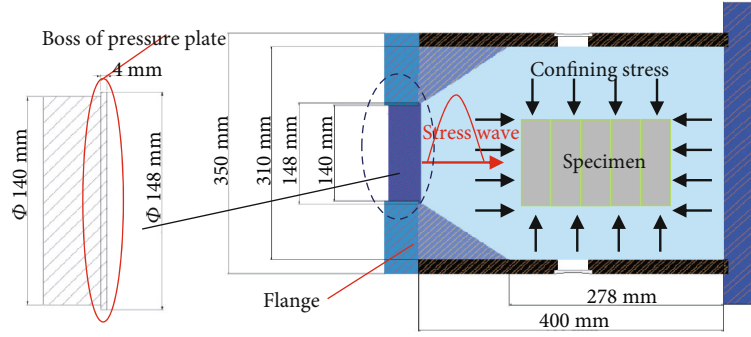 Boss of pressure plate
4 mm
Φ 140 mm
Φ 148 mm
350 mm
310 mm
148 mm
140 mm
Stress wave
Confining stress
Specimen
Flange
278 mm
400 mm